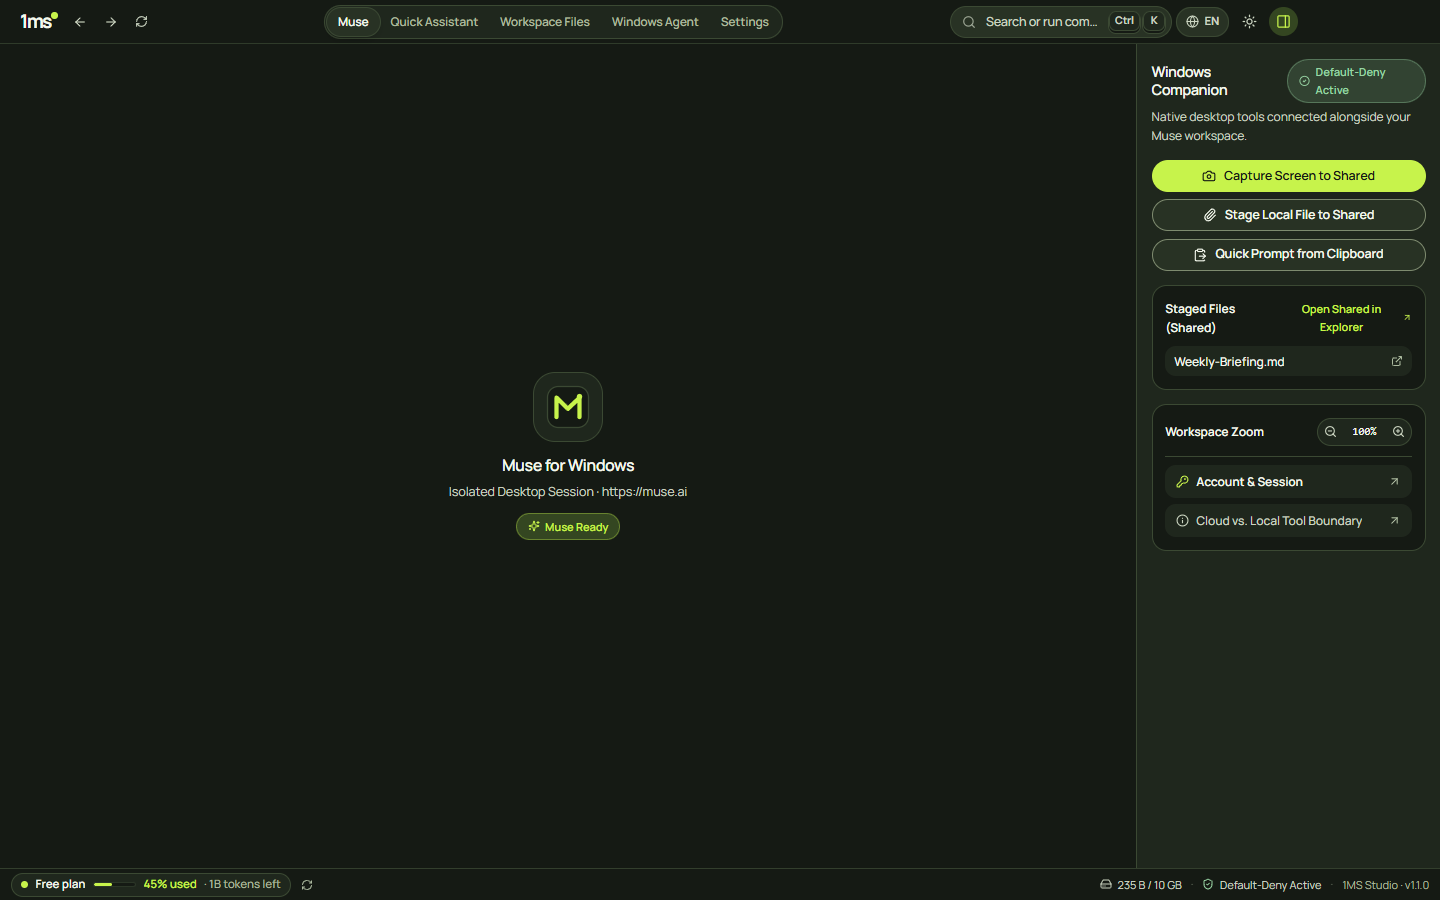 1ms
Muse
Quick Assistant
Workspace Files
Windows Agent
Settings
Search or run com...
Ctrl
K
EN
Windows
Companion
Default-Deny
Active
Native desktop tools connected alongside your
Muse workspace.
Capture Screen to Shared
Stage Local File to Shared
Quick Prompt from Clipboard
Staged Files
(Shared)
Open Shared in
Explorer
Weekly-Briefing.md
Workspace Zoom
100%
Account & Session
Cloud vs. Local Tool Boundary
M
Muse for Windows
Isolated Desktop Session · https://muse.ai
Muse Ready
Free plan
45% used · 1B tokens left
235 B / 10 GB
· Default-Deny Active
· 1MS Studio · v1.1.0